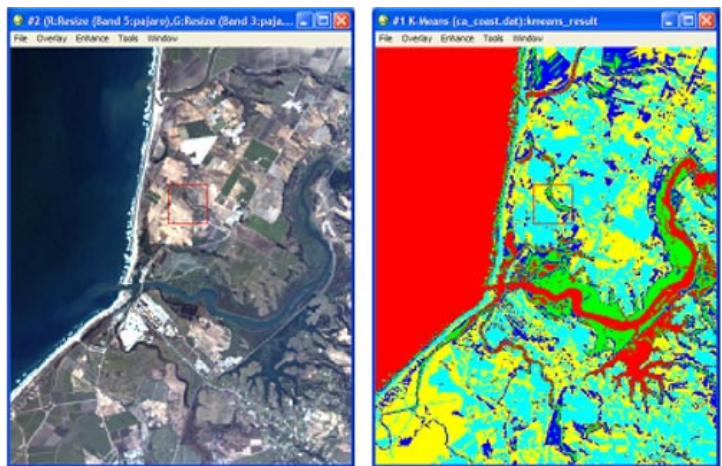 #2 (R:Resize (Band 5:pajaro),G:Resize (Band 3:paja...
File Overlay Enhance Tools Window
#1 K-Means (ca_coast.dat):kmeans_result
File Overlay Enhance Tools Window